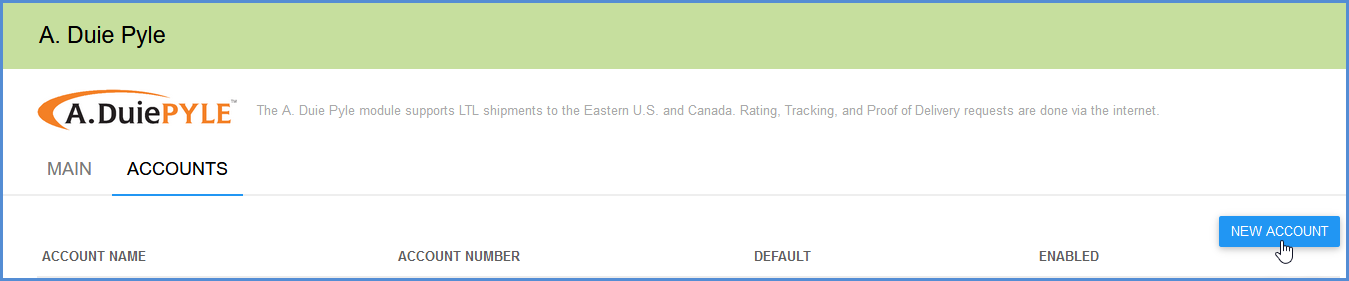 A. Duie Pyle
A.DuiePYLE™ The A. Duie Pyle module supports LTL shipments to the Eastern U.S. and Canada. Rating, Tracking, and Proof of Delivery requests are done via the internet.
MAIN ACCOUNTS
NEW ACCOUNT
ACCOUNT NAME ACCOUNT NUMBER DEFAULT ENABLED